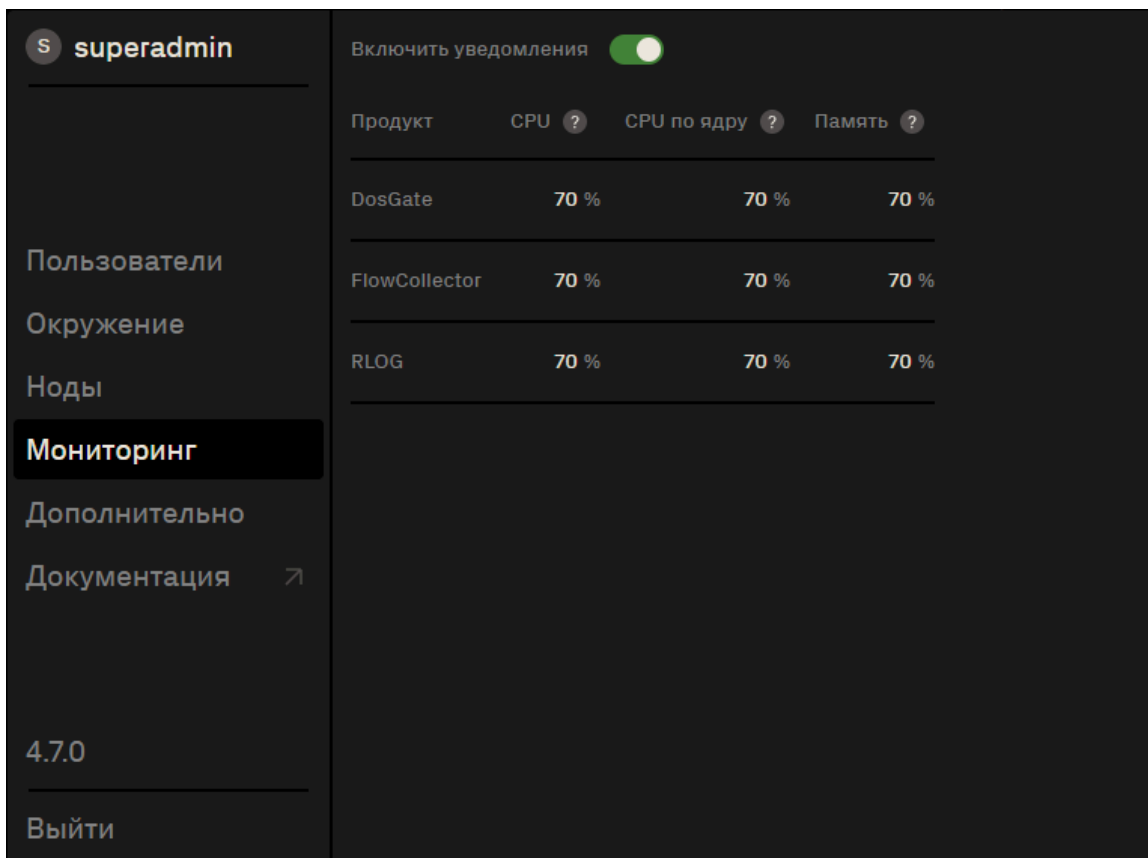 S superadmin
Пользователи
Окружение
Ноды
Мониторинг
Дополнительно
Документация
4.7.0
Выйти
Включить уведомления
Продукт CPU ? CPU по ядру ? Память ?
DosGate 70 % 70 % 70 %
FlowCollector 70 % 70 % 70 %
RLOG 70 % 70 % 70 %